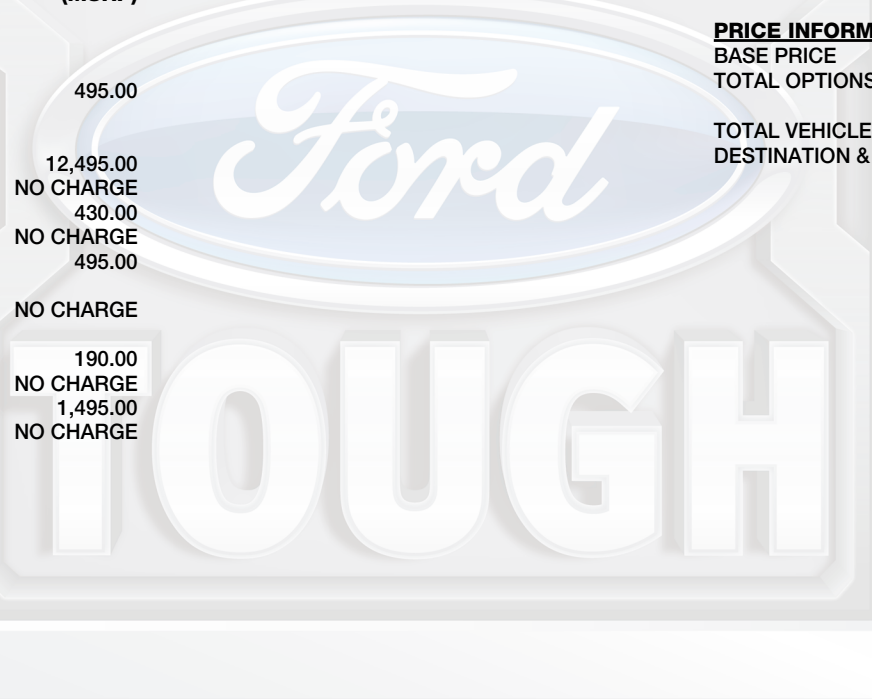 PRICE INFORM
BASE PRICE
TOTAL OPTIONS
TOTAL VEHICLE
DESTINATION &
495.00
12,495.00
NO CHARGE
430.00
NO CHARGE
495.00
NO CHARGE
190.00
NO CHARGE
1,495.00
NO CHARGE
Ford
TOUGH